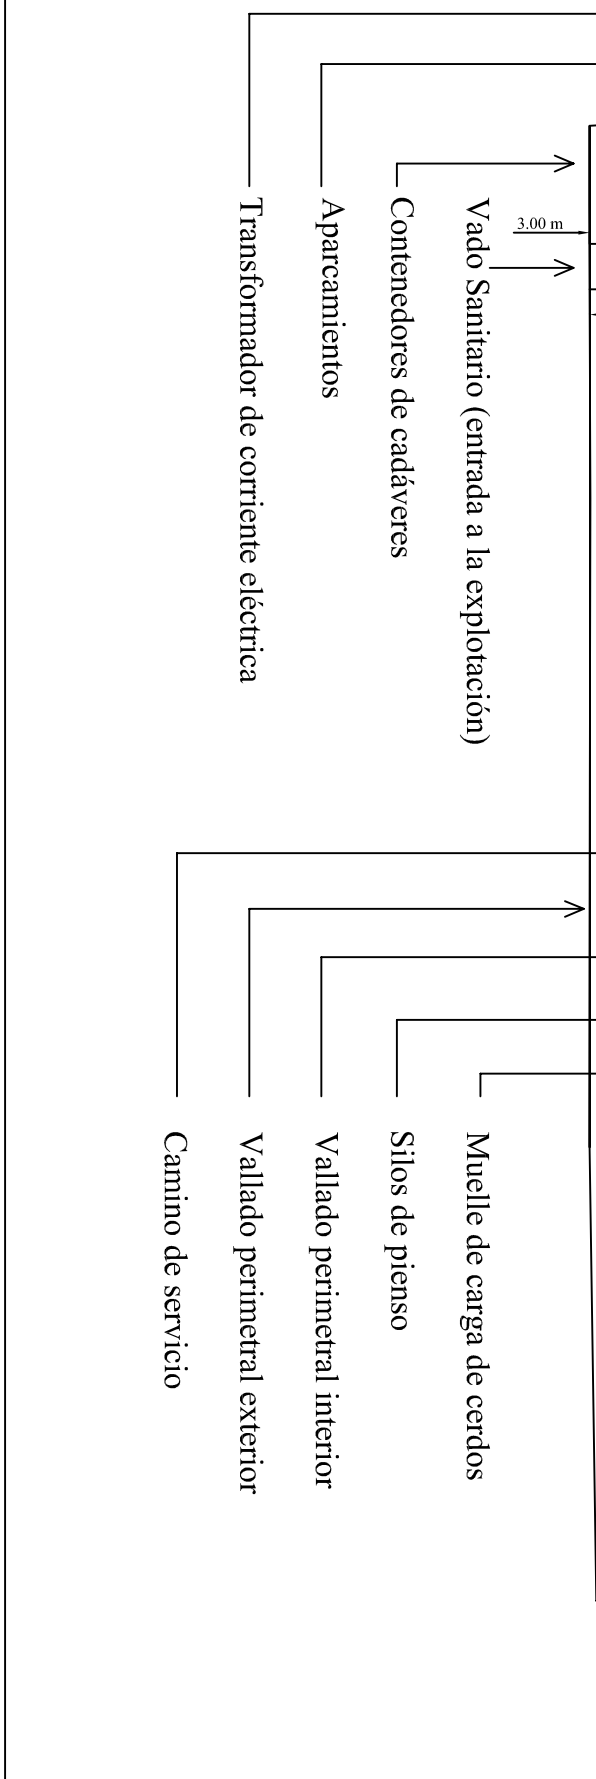 3.00 m
Vado Sanitario (entrada a la explotación)
Contenedores de cadáveres
Aparcamientos
Transformador de corriente eléctrica
Muelle de carga de cerdos
Silos de pienso
Vallado perimetral interior
Vallado perimetral exterior
Camino de servicio